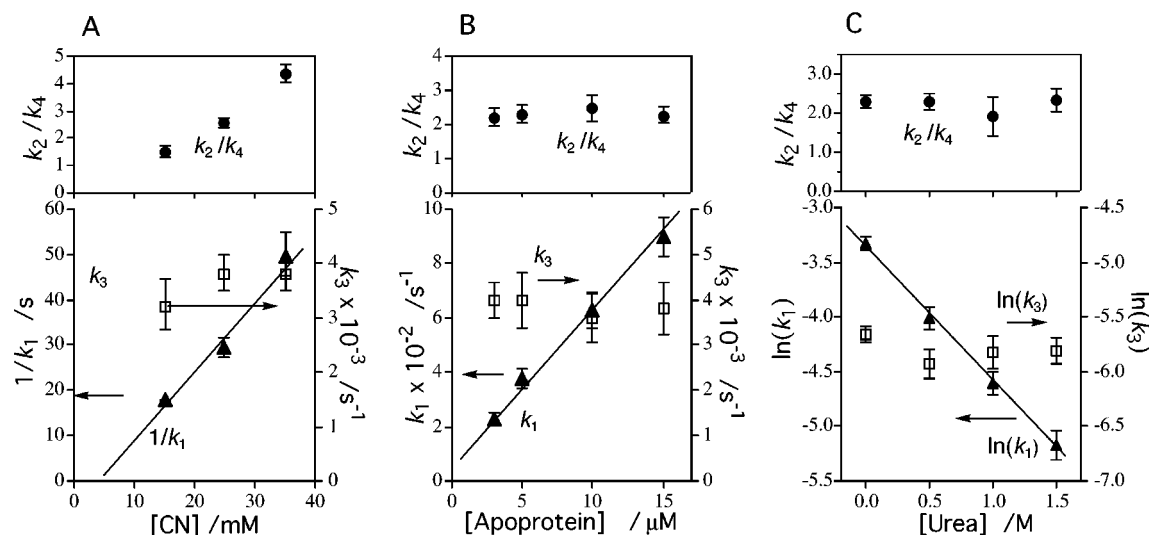 A
B
C
5
4
3
2
1
0
k2/k4
k2/k4
4
3
2
1
0
k2/k4
k2/k4
3.0
2.0
1.0
0.0
k2/k4
k2/k4
60
50
40
30
20
10
0
1/k1 /s
k3
1/k1
5
4
3
2
1
0
k3 x 10-3 /s-1
0
10
20
30
40
[CN] /mM
10
8
6
4
2
0
k1 x 10-2 /s-1
k3
k1
6
5
4
3
2
1
0
k3 x 10-3 /s-1
0
5
10
15
[Apoprotein] / μM
-3.0
-3.5
-4.0
-4.5
-5.0
-5.5
ln(k1)
ln(k3)
ln(k1)
-4.5
-5.0
-5.5
-6.0
-6.5
-7.0
ln(k3)
0.0
0.5
1.0
1.5
[Urea] /M